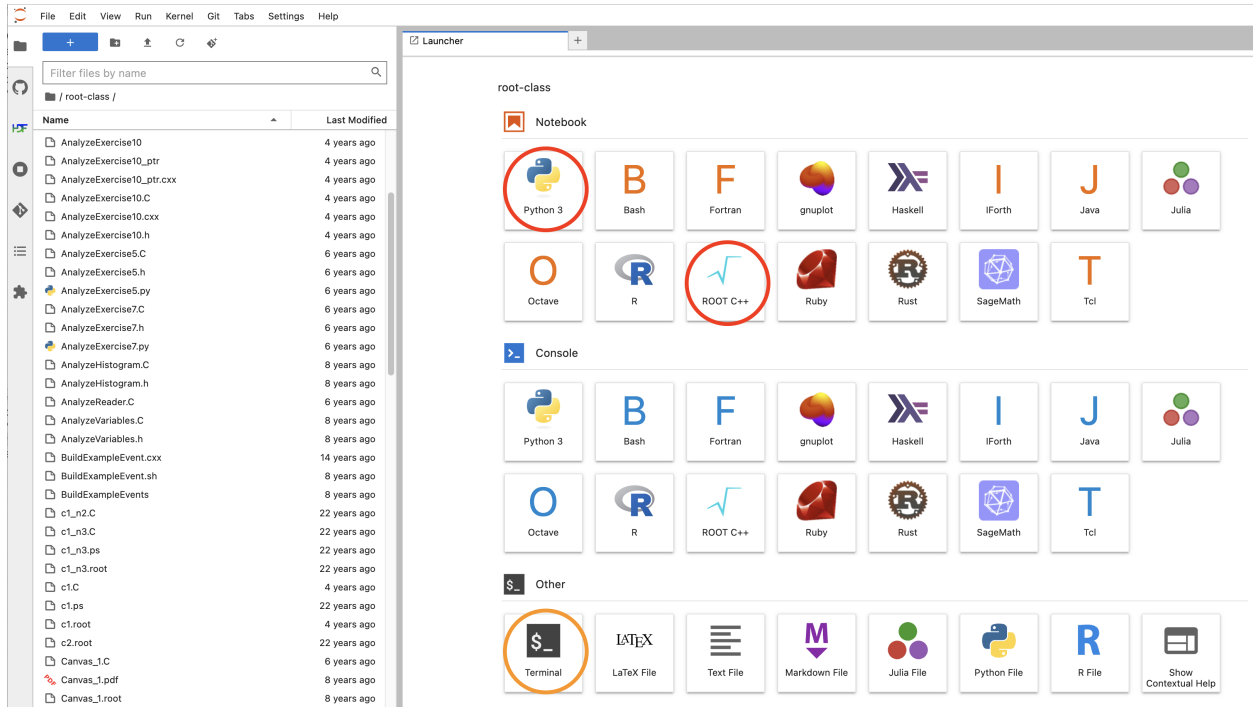 File Edit View Run Kernel Git Tabs Settings Help
+
Filter files by name
/ root-class /
Name Last Modified
AnalyzeExercise10 4 years ago
AnalyzeExercise10_ptr 4 years ago
AnalyzeExercise10_ptr.cxx 4 years ago
AnalyzeExercise10.C 4 years ago
AnalyzeExercise10.cxx 4 years ago
AnalyzeExercise10.h 4 years ago
AnalyzeExercise5.C 6 years ago
AnalyzeExercise5.h 6 years ago
AnalyzeExercise5.py 6 years ago
AnalyzeExercise7.C 6 years ago
AnalyzeExercise7.h 6 years ago
AnalyzeExercise7.py 6 years ago
AnalyzeHistogram.C 8 years ago
AnalyzeHistogram.h 8 years ago
AnalyzeReader.C 6 years ago
AnalyzeVariables.C 8 years ago
AnalyzeVariables.h 8 years ago
BuildExampleEvent.cxx 14 years ago
BuildExampleEvent.sh 8 years ago
BuildExampleEvents 8 years ago
c1_n2.C 22 years ago
c1_n3.C 22 years ago
c1_n3.ps 22 years ago
c1_n3.root 22 years ago
c1.C 4 years ago
c1.ps 22 years ago
c1.root 4 years ago
c2.root 22 years ago
Canvas_1.C 6 years ago
PDF Canvas_1.pdf 8 years ago
Canvas_1.root 8 years ago
Launcher +
root-class
Notebook
B F I J
Python 3 Bash Fortran gnuplot Haskell IForth Java Julia
O R R T
Octave R ROOT C++ Ruby Rust SageMath Tcl
>_ Console
B F I J
Python 3 Bash Fortran gnuplot Haskell IForth Java Julia
O R R T
Octave R ROOT C++ Ruby Rust SageMath Tcl
$_ Other
$_ LATEX M R
Terminal LaTeX File Text File Markdown File Julia File Python File R File Show
Contextual Help